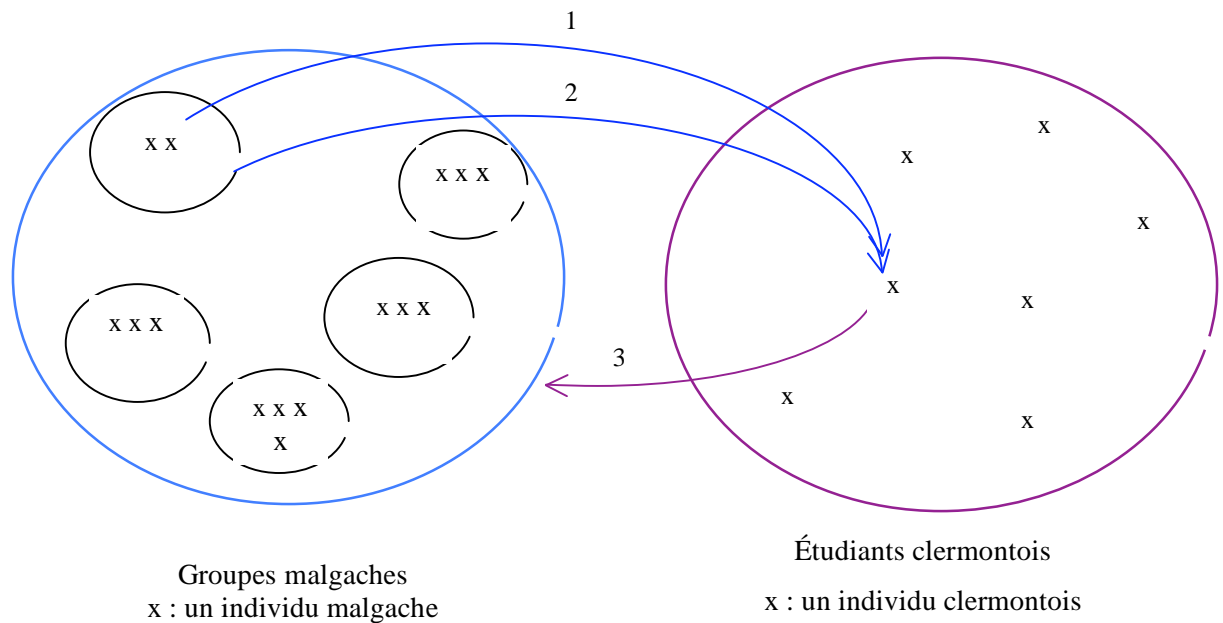 1
2
x x
x x x
x x x
x x x
x x x
x
3
x
x
x
x
x
x
x
Groupes malgaches
x : un individu malgache
Étudiants clermontois
x : un individu clermontois